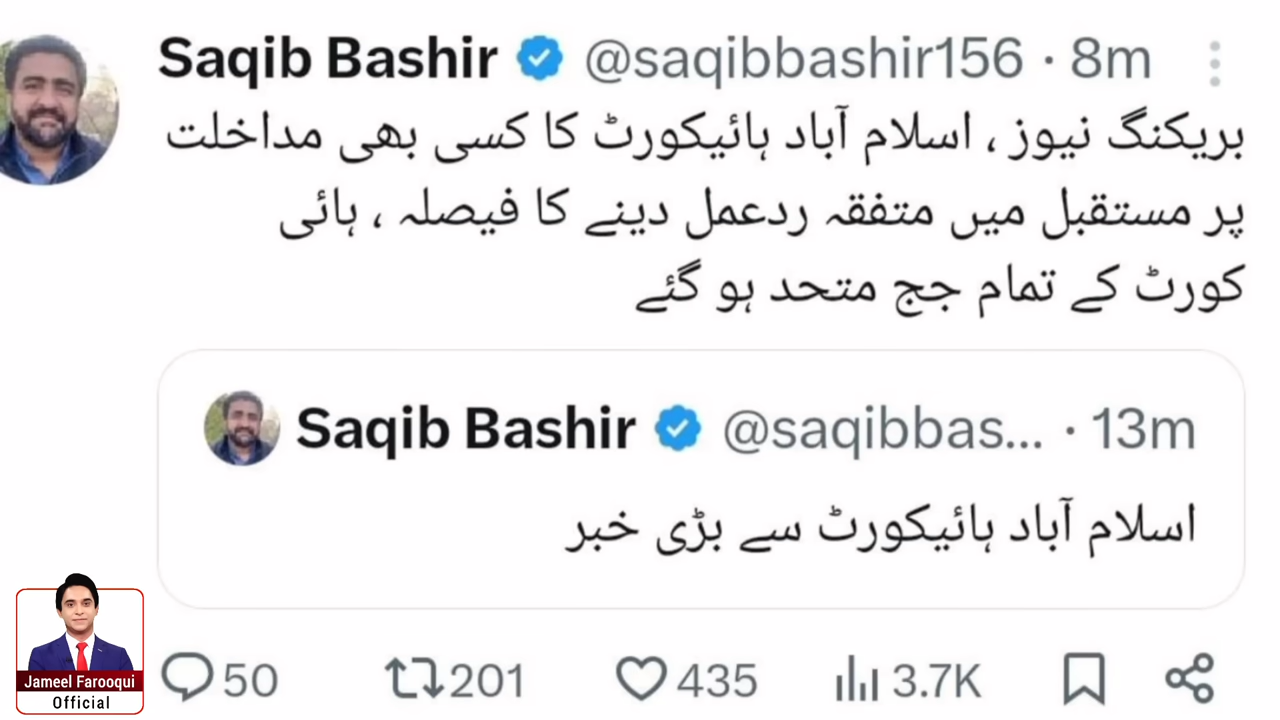 Saqib Bashir @saqibbashir156 · 8m
بریکنگ نیوز ، اسلام آباد ہائیکورٹ کا کسی بھی مداخلت
پر مستقبل میں متفقہ ردعمل دینے کا فیصلہ ، ہائی
کورٹ کے تمام جج متحد ہو گئے
Saqib Bashir @saqibbas... · 13m
اسلام آباد ہائیکورٹ سے بڑی خبر
50 201 435 3.7K
Jameel Farooqui
Official